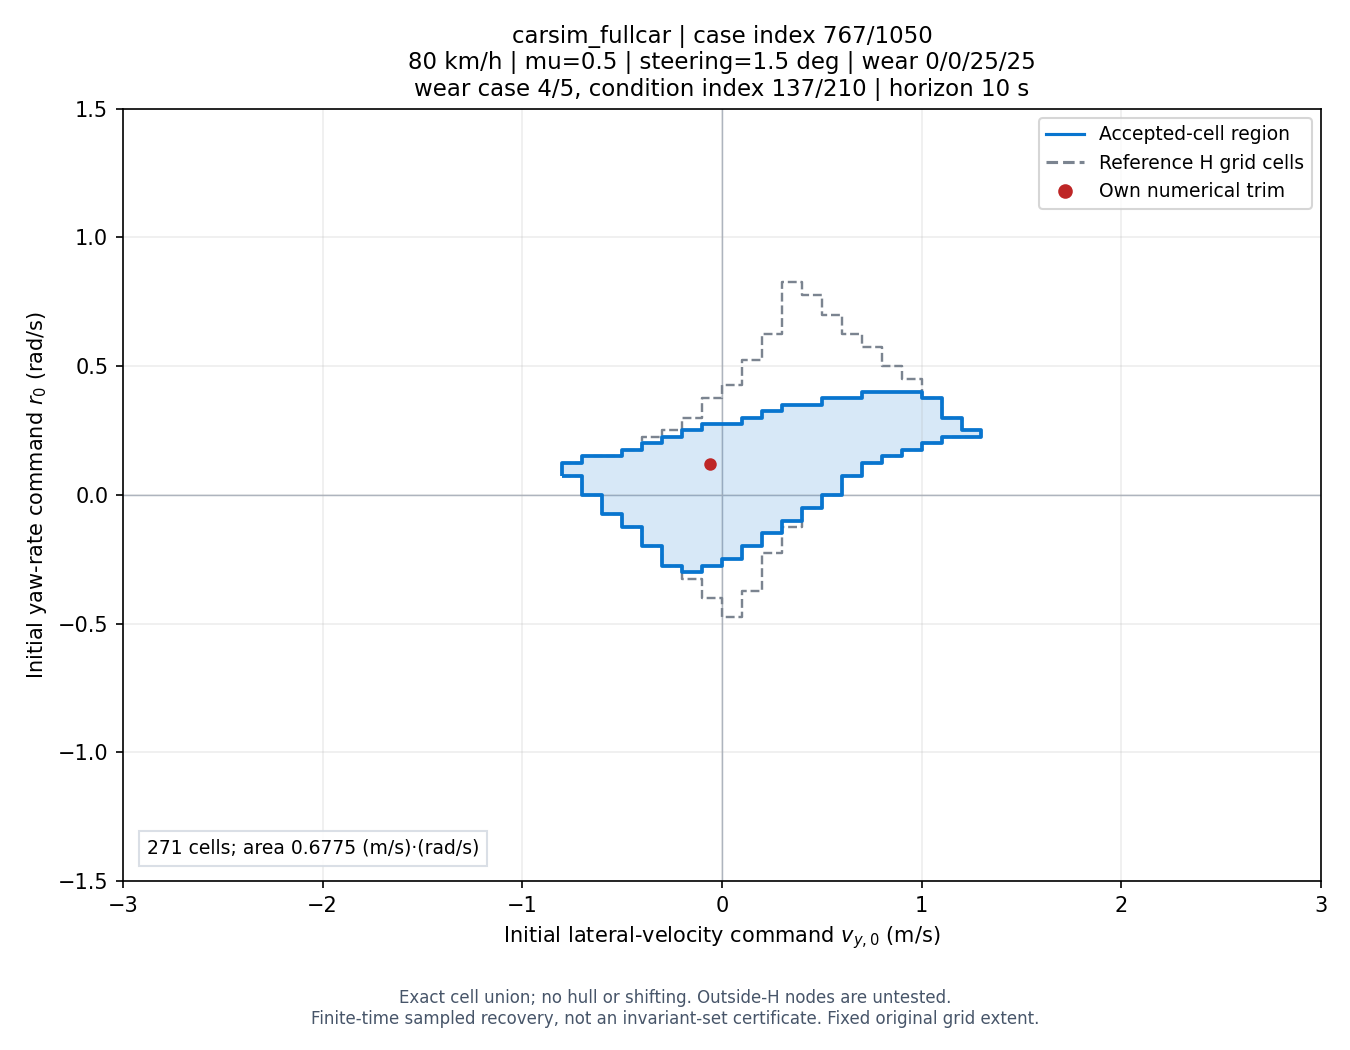 carsim_fullcar | case index 767/1050
80 km/h | mu=0.5 | steering=1.5 deg | wear 0/0/25/25
wear case 4/5, condition index 137/210 | horizon 10 s
Accepted-cell region
Reference H grid cells
Own numerical trim
1.5
1.0
0.5
0.0
−0.5
−1.0
−1.5
Initial yaw-rate command r0 (rad/s)
271 cells; area 0.6775 (m/s)·(rad/s)
−3
−2
−1
0
1
2
3
Initial lateral-velocity command vy,0 (m/s)
Exact cell union; no hull or shifting. Outside-H nodes are untested.
Finite-time sampled recovery, not an invariant-set certificate. Fixed original grid extent.